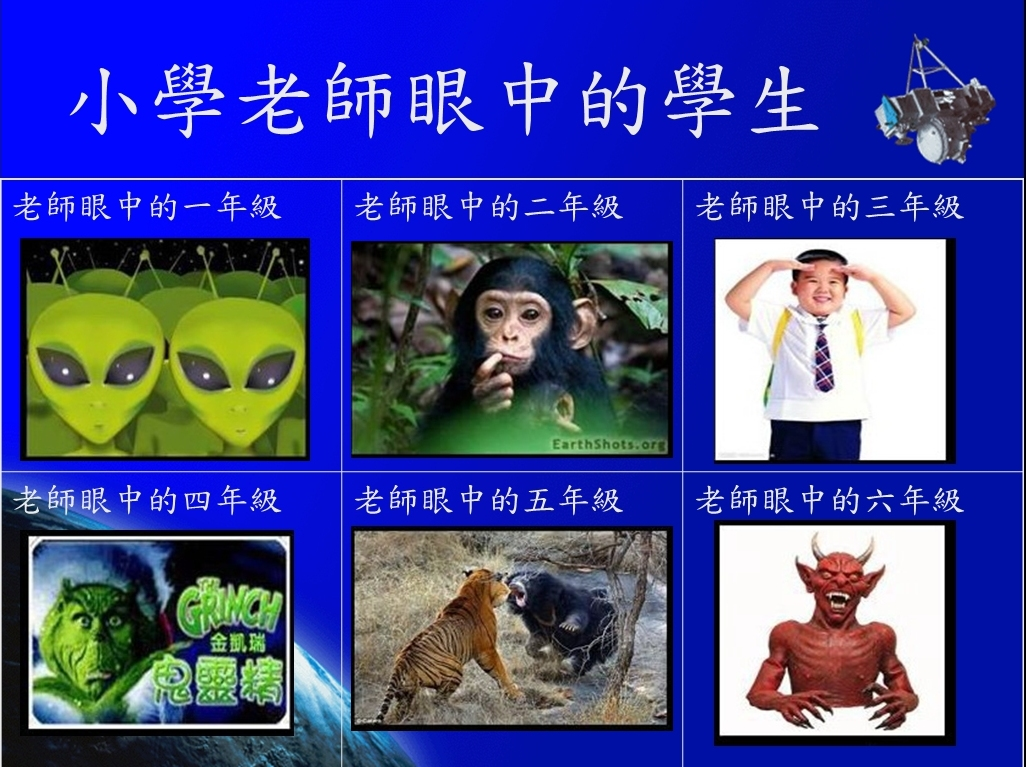 小學老師眼中的學生
老師眼中的一年級
老師眼中的二年級
老師眼中的三年級
EarthShots.org
老師眼中的四年級
老師眼中的五年級
老師眼中的六年級
THE
GRINCH
金凱瑞
鬼靈精